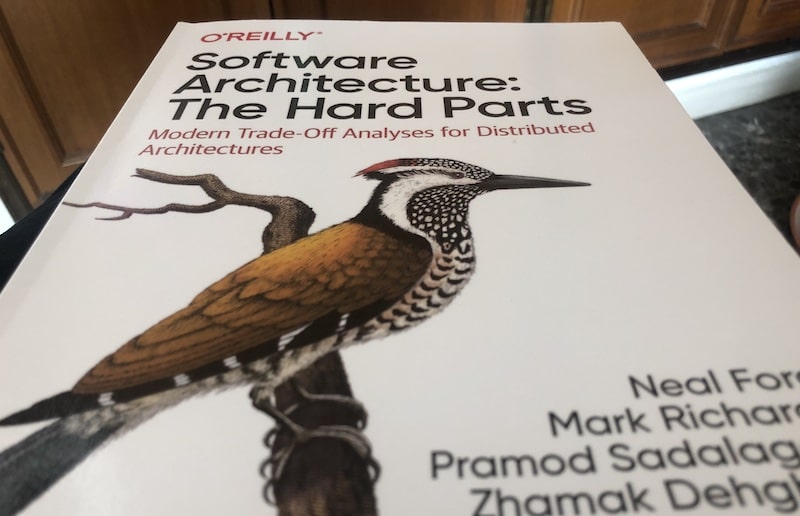 O'REILLY®
Software
Architecture:
The Hard Parts
Modern Trade-Off Analyses for Distributed
Architectures
Neal For
Mark Richar
Pramod Sadalag
Zhamak Dehgh